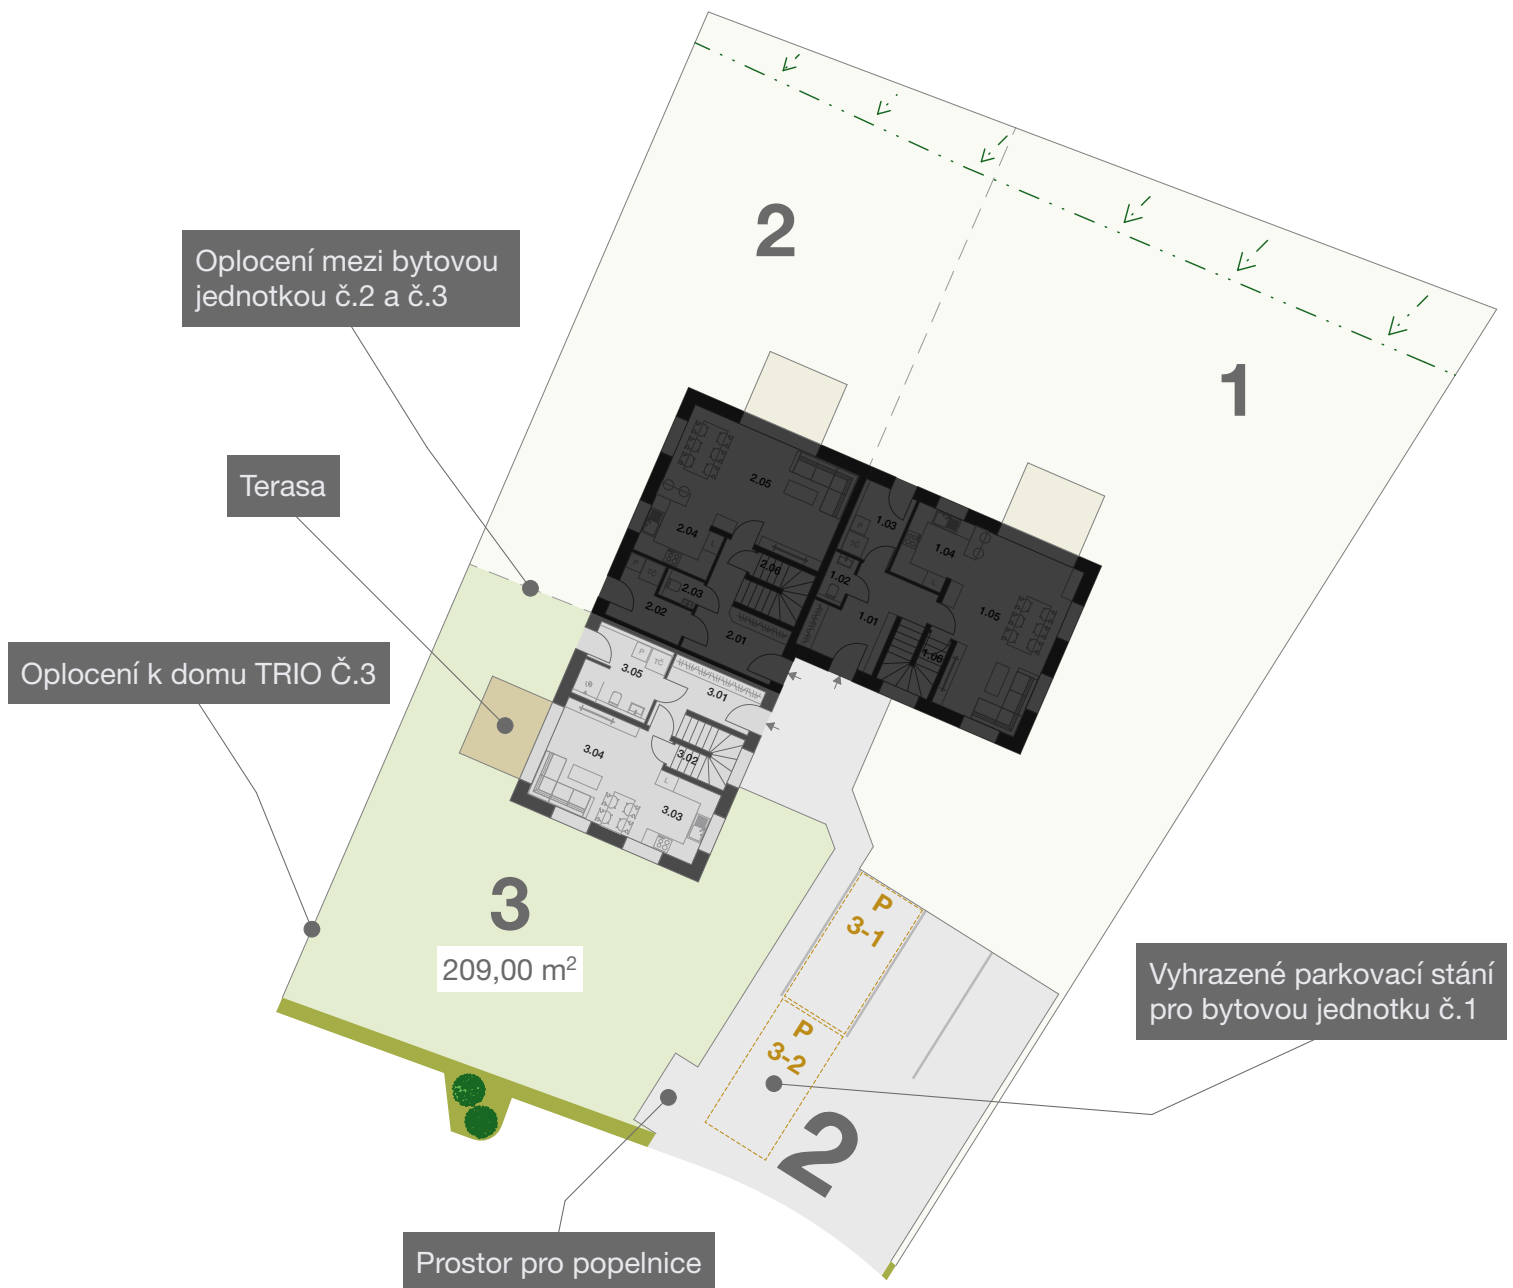 2
Oplocení mezi bytovou
jednotkou č.2 a č.3
1
Terasa
2.05
2.04
2.06
P
TČ
L
2.03
2.02
2.01
1.03
P
TČ
1.04
L
1.02
1.01
1.05
1.06
Oplocení k domu TRIO Č.3
P
TČ
3.05
3.01
3.04
3.02
L
3.03
3
209,00 m²
P
3-1
P
3-2
Vyhrazené parkovací stání
pro bytovou jednotku č.1
2
Prostor pro popelnice